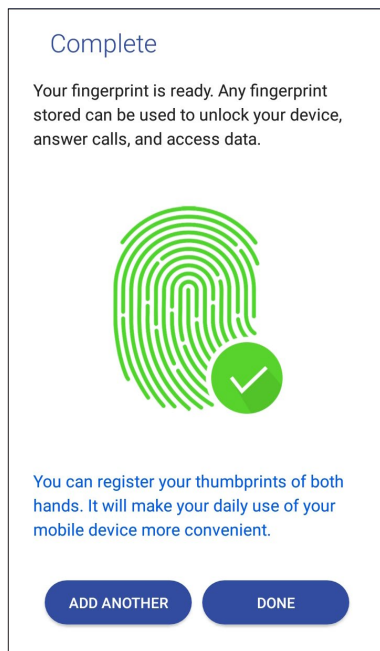 Complete
Your fingerprint is ready. Any fingerprint
stored can be used to unlock your device,
answer calls, and access data.
You can register your thumbprints of both
hands. It will make your daily use of your
mobile device more convenient.
ADD ANOTHER
DONE